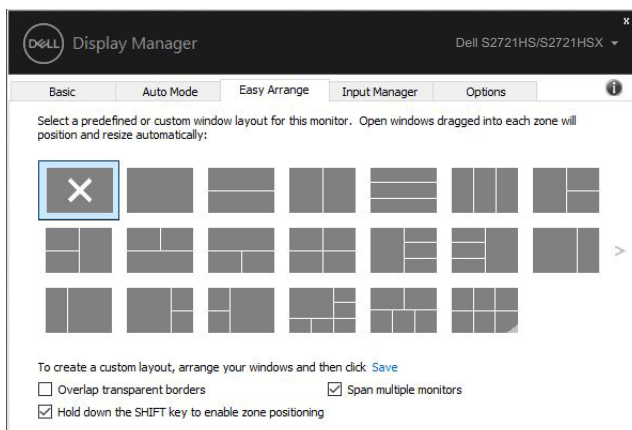 x
DELL Display Manager Dell S2721HS/S2721HSX
Basic Auto Mode Easy Arrange Input Manager Options
Select a predefined or custom window layout for this monitor. Open windows dragged into each zone will
position and resize automatically:
>
To create a custom layout, arrange your windows and then click Save
Overlap transparent borders Span multiple monitors
Hold down the SHIFT key to enable zone positioning